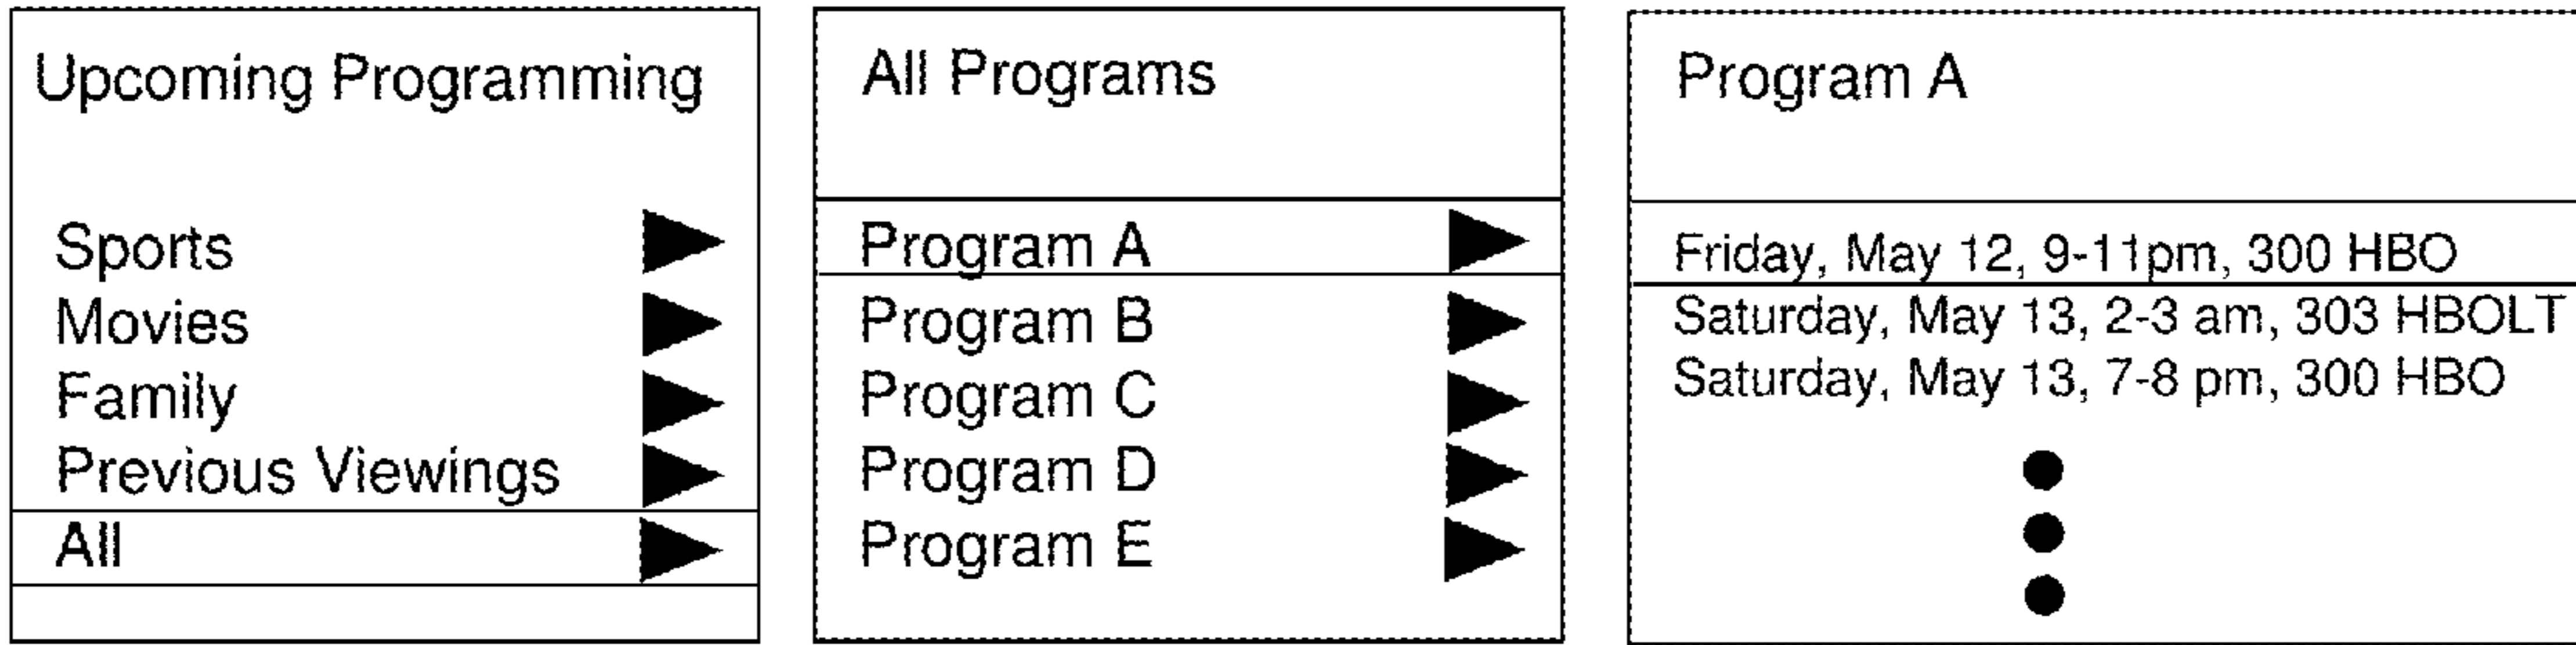 Upcoming Programming
Sports
Movies
Family
Previous Viewings
All
All Programs
Program A
Program B
Program C
Program D
Program E
Program A
Friday, May 12, 9-11pm, 300 HBO
Saturday, May 13, 2-3 am, 303 HBOLT
Saturday, May 13, 7-8 pm, 300 HBO